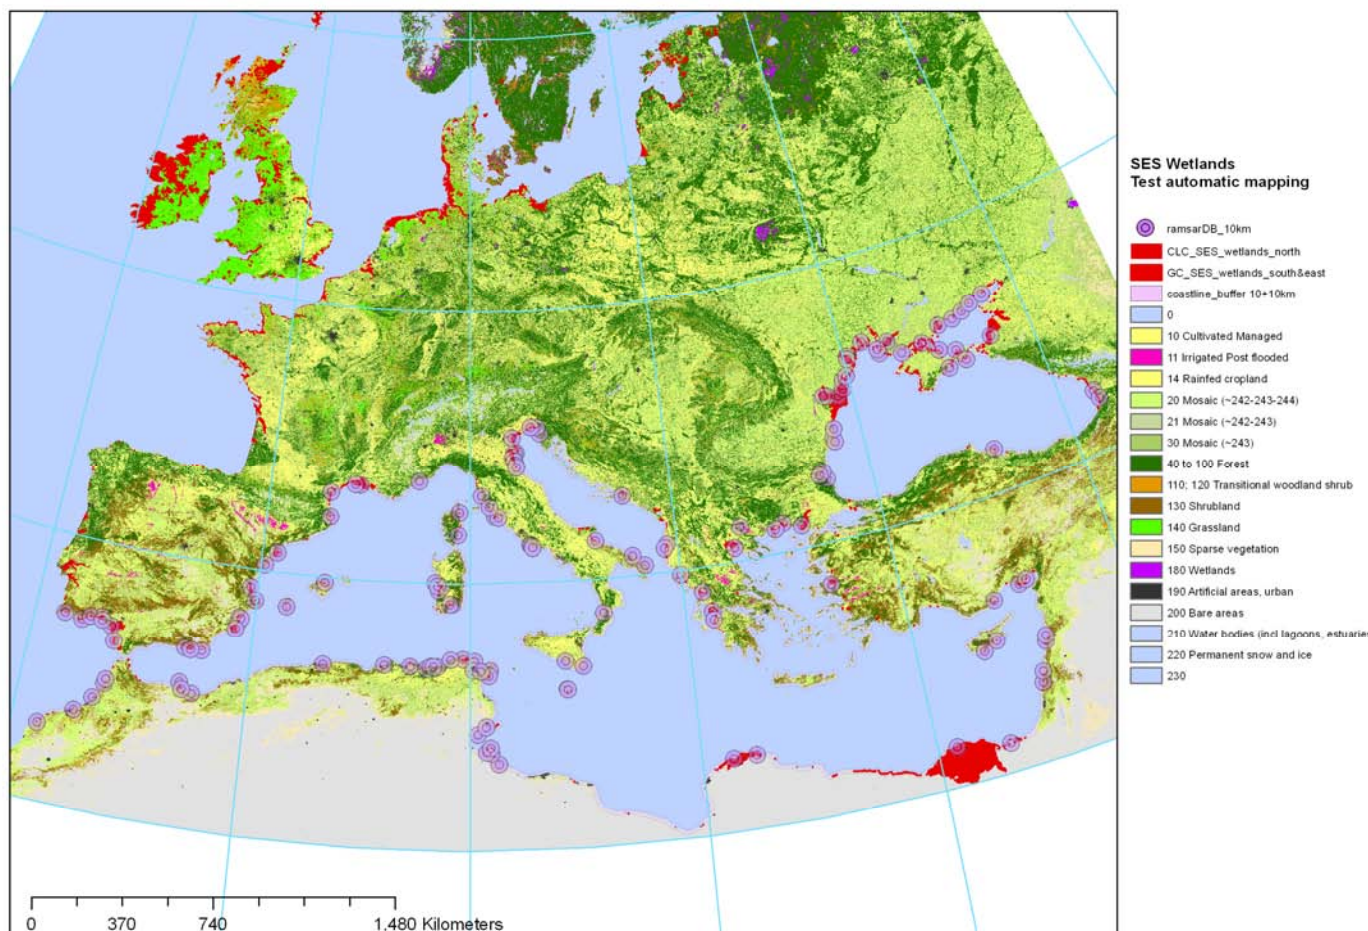 SES Wetlands
Test automatic mapping
ramsarDB_10km
CLC_SES_wetlands_north
GC_SES_wetlands_south&east
coastline_buffer 10+10km
0
10 Cultivated Managed
11 Irrigated Post flooded
14 Rainfed cropland
20 Mosaic (~242-243-244)
21 Mosaic (~242-243)
30 Mosaic (~243)
40 to 100 Forest
110; 120 Transitional woodland shrub
130 Shrubland
140 Grassland
150 Sparse vegetation
180 Wetlands
190 Artificial areas, urban
200 Bare areas
210 Water bodies (incl lagoons, estuaries
220 Permanent snow and ice
230
0 370 740 1.480 Kilometers